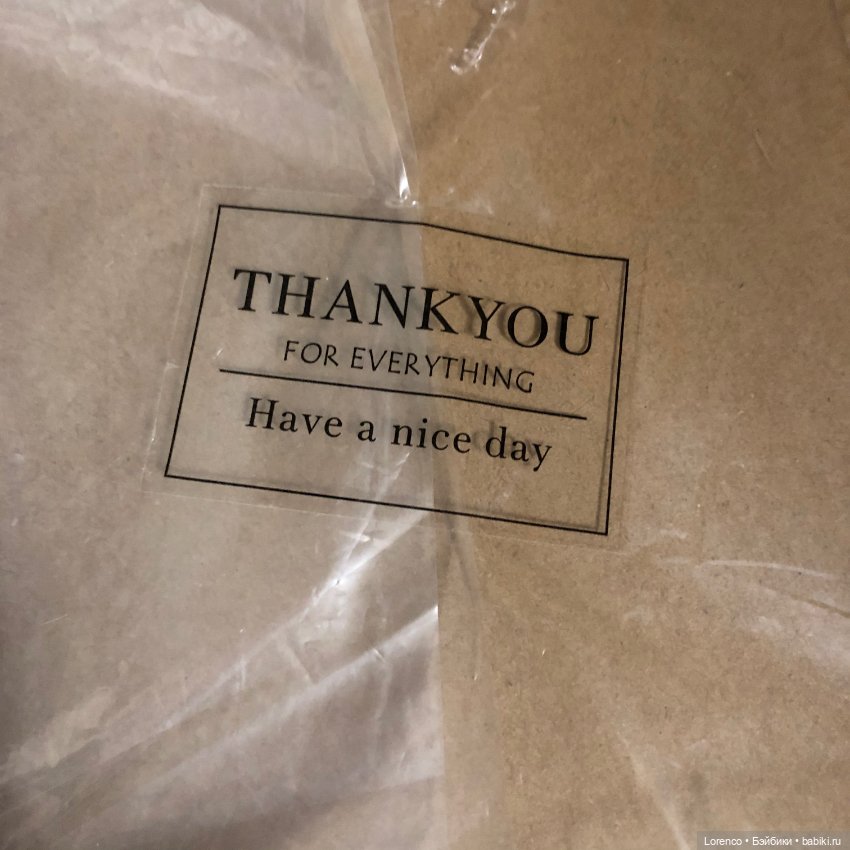 THANKYOU
FOR EVERYTHING
Have a nice day
Lorenco • Бэйбики • babiki.ru